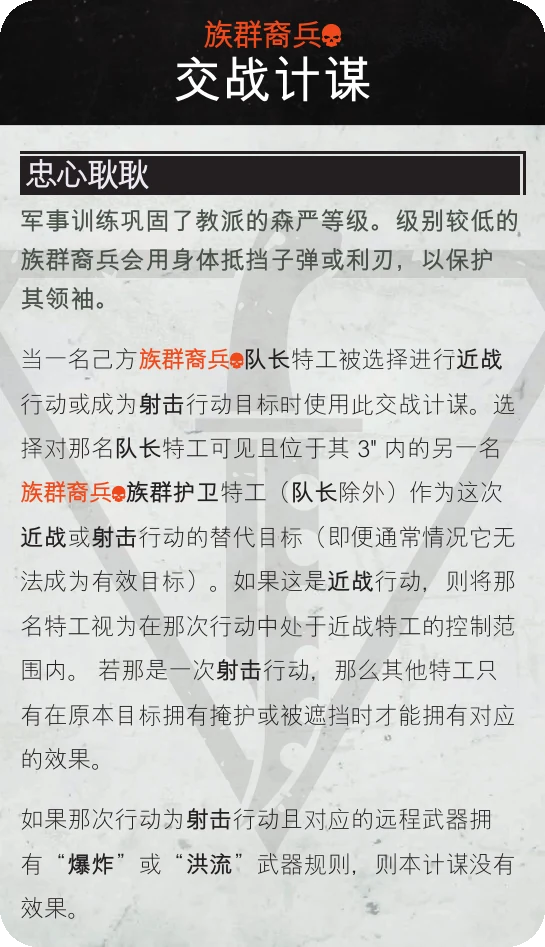 族群裔兵
交战计谋
忠心耿耿
军事训练巩固了教派的森严等级。级别较低的
族群裔兵会用身体抵挡子弹或利刃，以保护
其领袖。
当一名己方族群裔兵队长特工被选择进行近战
行动或成为射击行动目标时使用此交战计谋。选
择对那名队长特工可见且位于其 3" 内的另一名
族群裔兵族群护卫特工（队长除外）作为这次
近战或射击行动的替代目标（即便通常情况它无
法成为有效目标）。如果这是近战行动，则将那
名特工视为在那次行动中处于近战特工的控制范
围内。 若那是一次射击行动，那么其他特工只
有在原本目标拥有掩护或被遮挡时才能拥有对应
的效果。
如果那次行动为射击行动且对应的远程武器拥
有“爆炸”或“洪流”武器规则，则本计谋没有
效果。